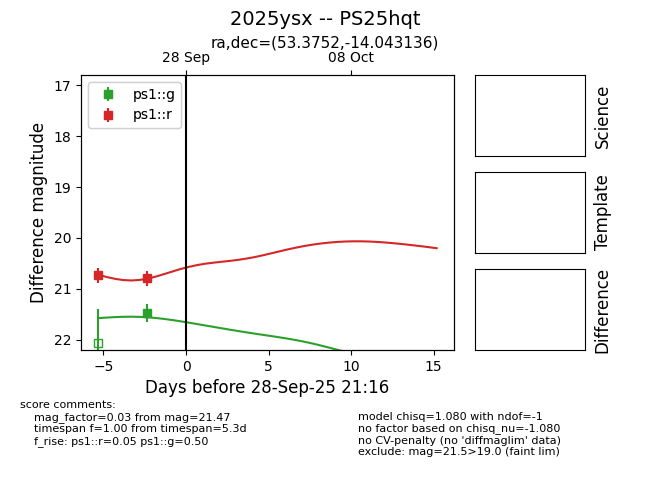 2025ysx -- PS25hqt
ra,dec=(53.3752,-14.043136)
28 Sep 08 Oct
ps1::g
ps1::r
17
18
19
20
21
22
Difference magnitude
−5 0 5 10 15
Days before 28-Sep-25 21:16
Science
Template
Difference
score comments:
mag_factor=0.03 from mag=21.47
timespan f=1.00 from timespan=5.3d
f_rise: ps1::r=0.05 ps1::g=0.50
model chisq=1.080 with ndof=-1
no factor based on chisq_nu=-1.080
no CV-penalty (no 'diffmaglim' data)
exclude: mag=21.5>19.0 (faint lim)